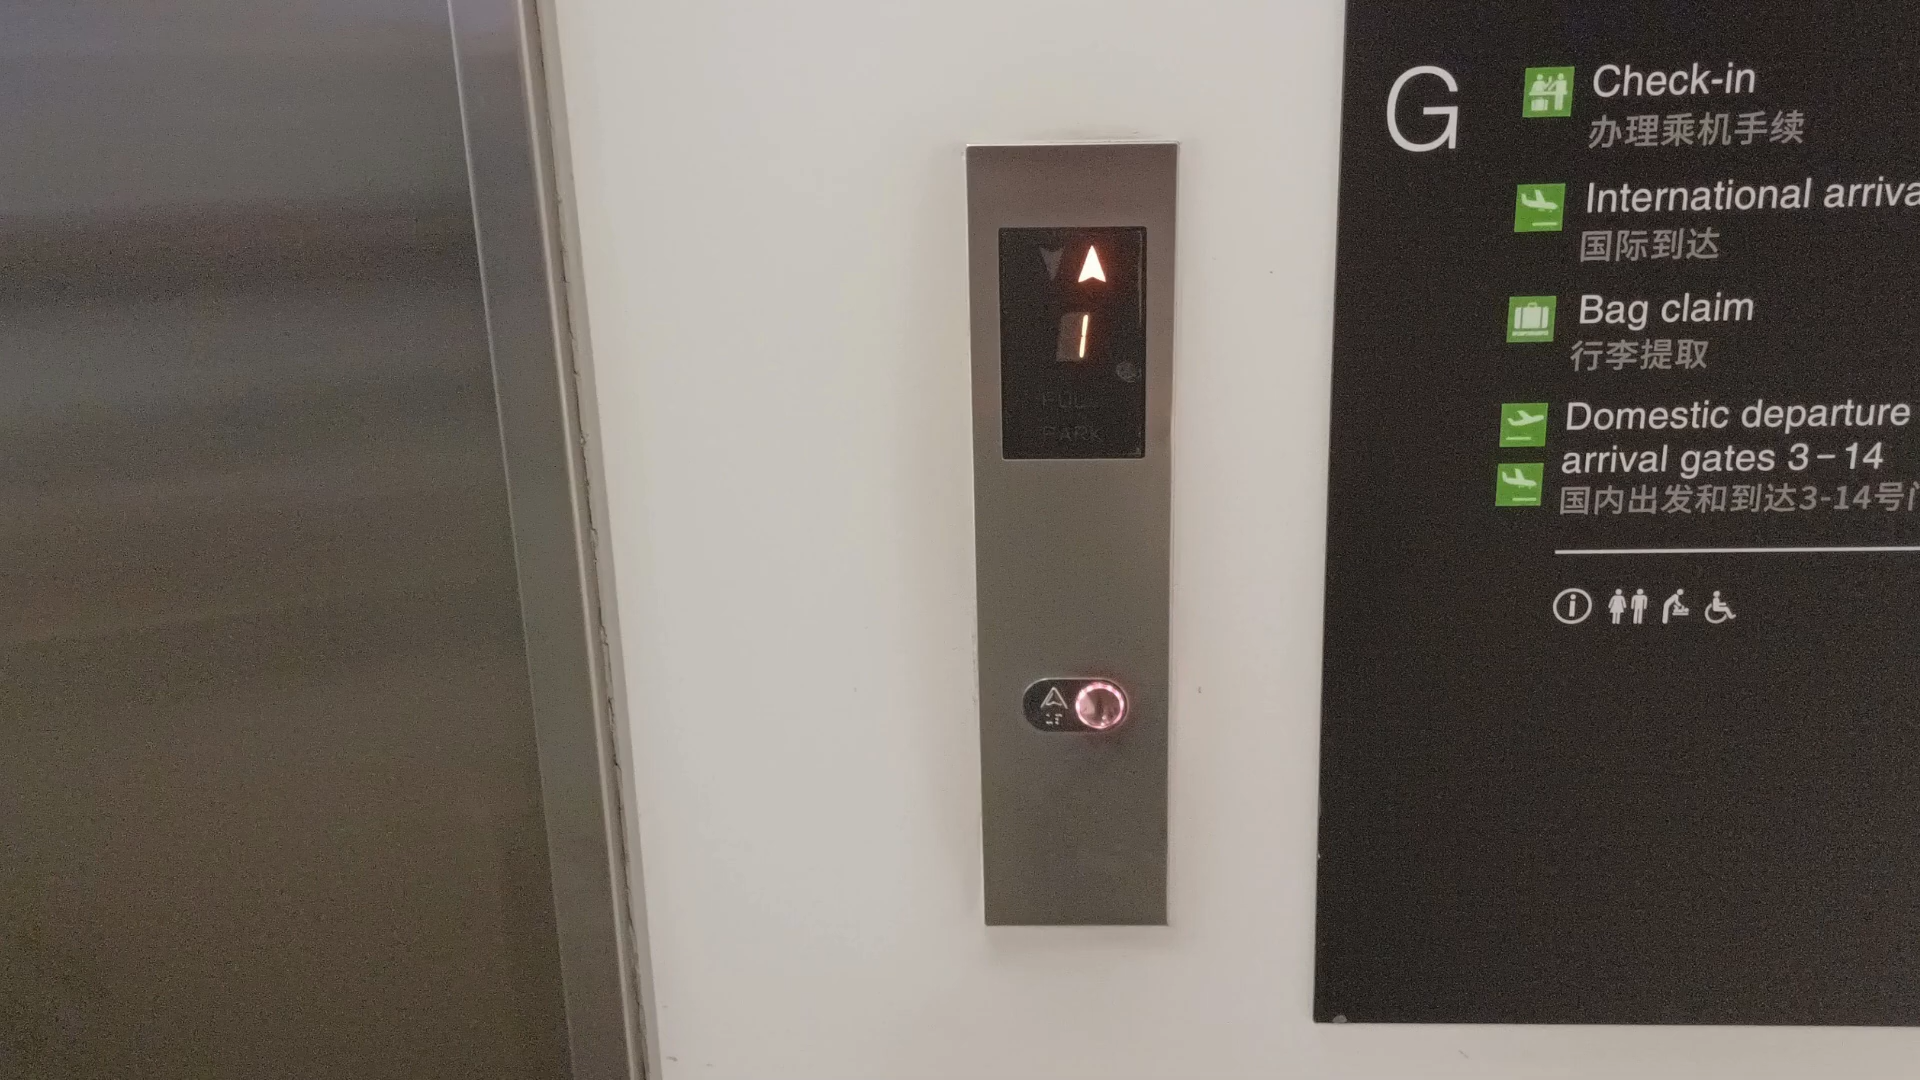 1
FULL
PARK
G
Check-in
办理乘机手续
International arriva
国际到达
Bag claim
行李提取
Domestic departure
arrival gates 3–14
国内出发和到达3-14号